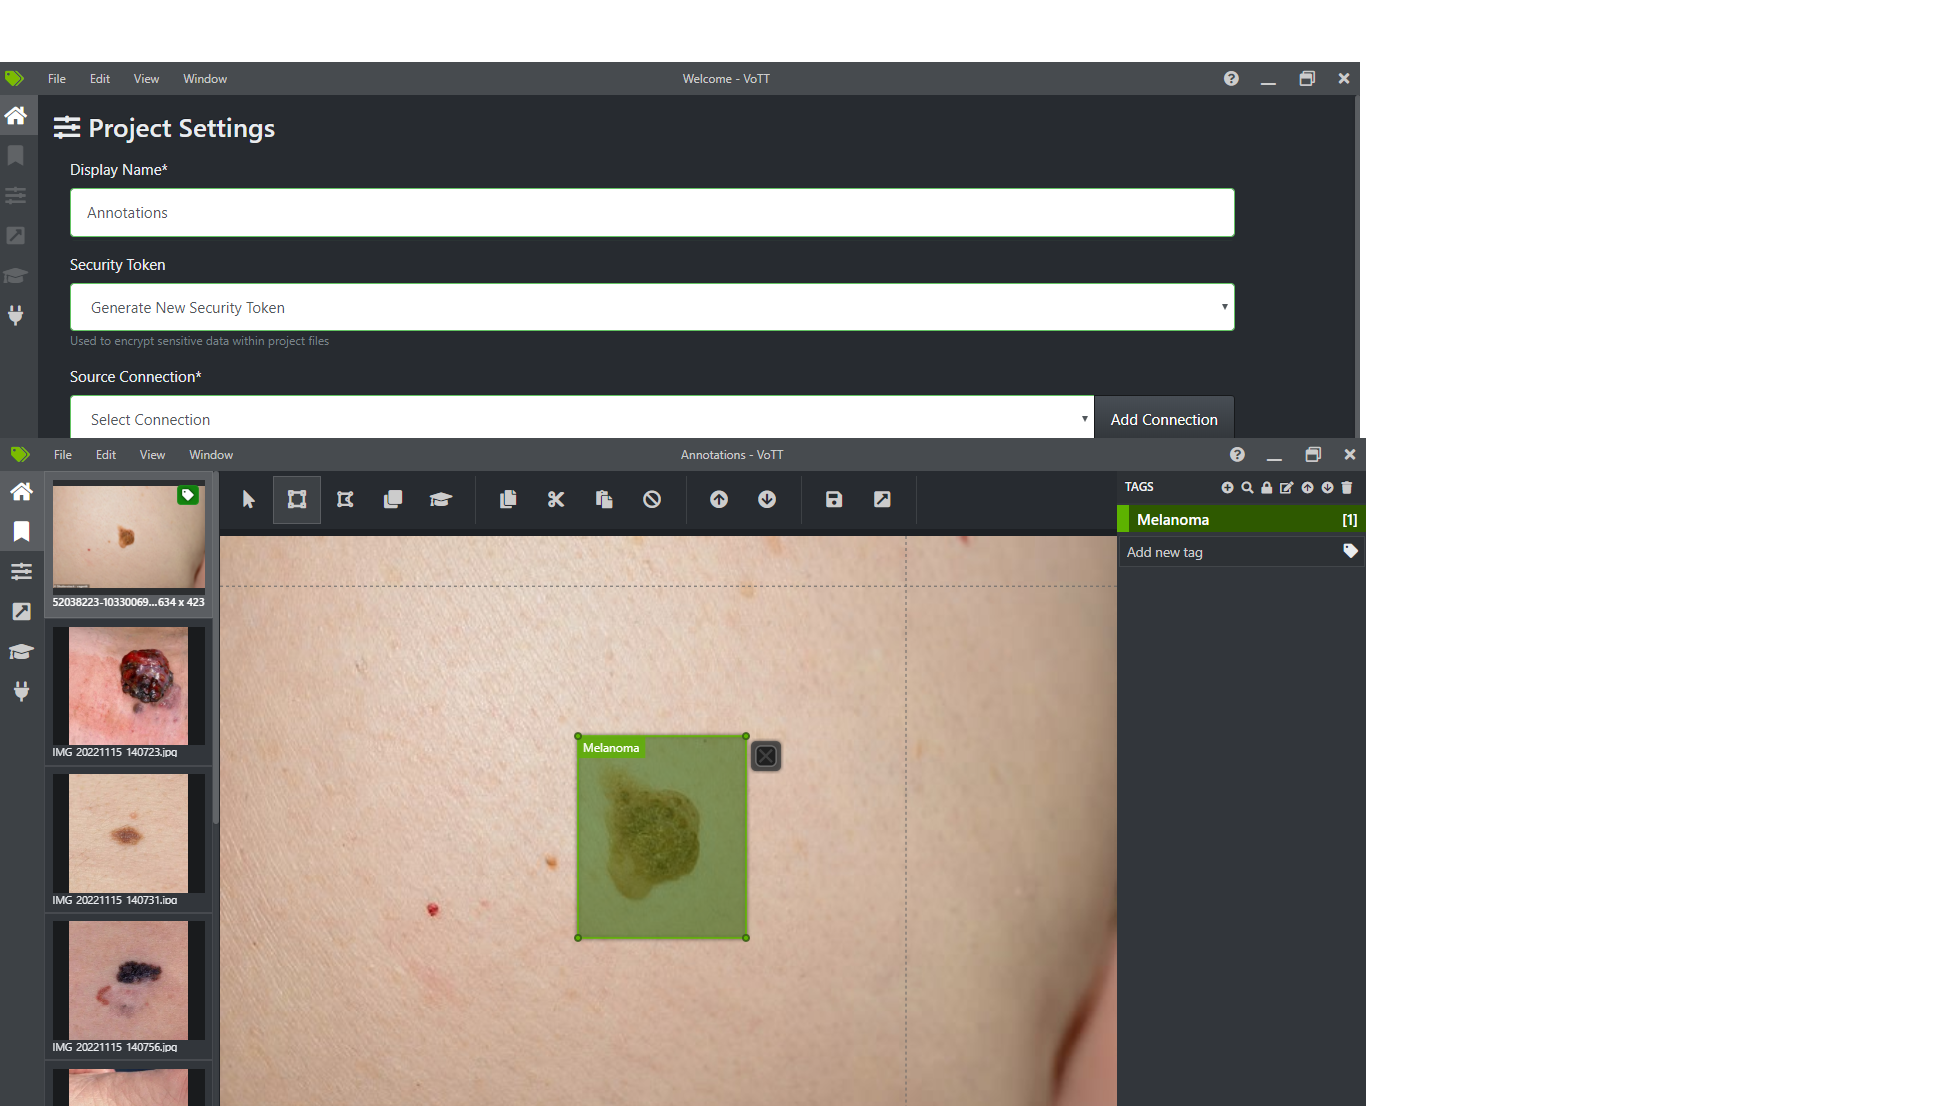 File Edit View Window Welcome - VoTT
Project Settings
Display Name*
Annotations
Security Token
Generate New Security Token
Used to encrypt sensitive data within project files
Source Connection*
Select Connection Add Connection
File Edit View Window Annotations - VoTT
TAGS
Melanoma [1]
Add new tag
52038223-10330069...634 x 423
IMG 20221115 140723.jpg
IMG 20221115 140731.jpg
IMG 20221115 140756.jpg
Melanoma